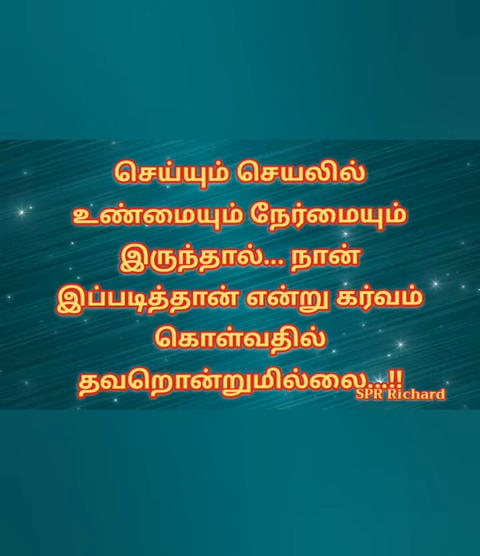 செய்யும் செயலில்
உண்மையும் நேர்மையும்
இருந்தால்... நான்
இப்படித்தான் என்று கர்வம்
கொள்வதில்
தவறொன்றுமில்லை...!!
SPR Richard